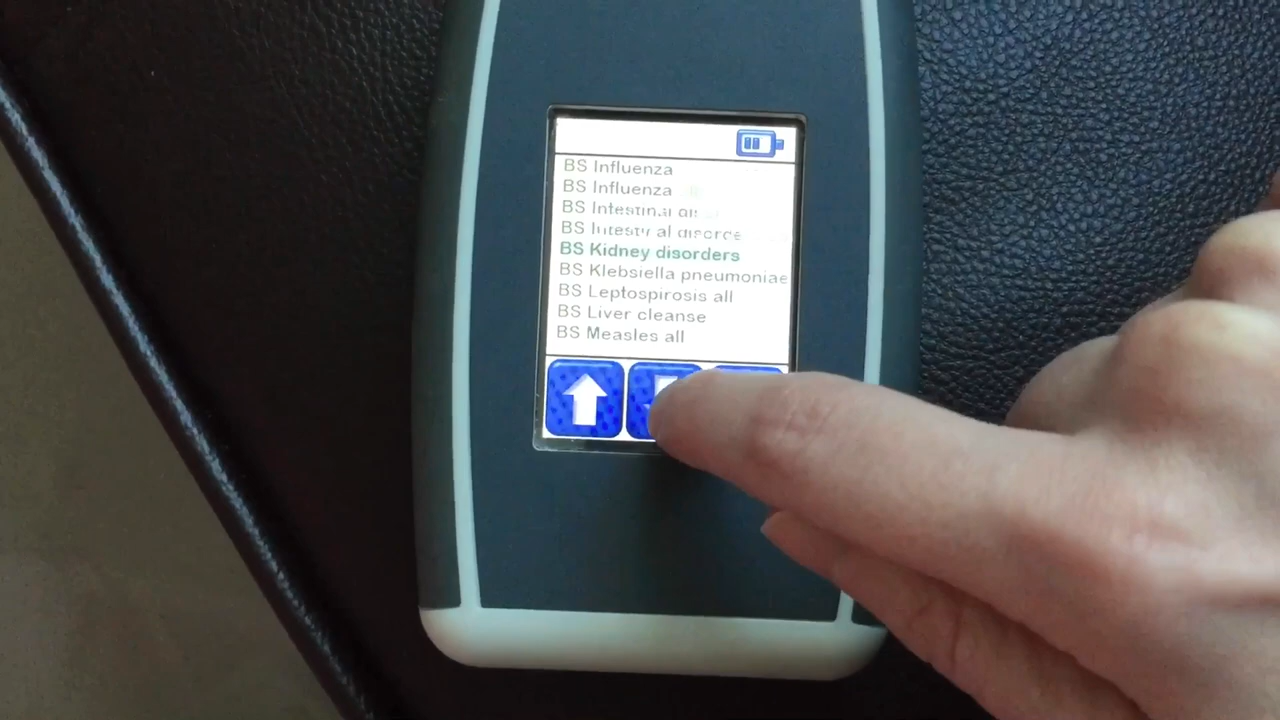 BS Influenza
BS Influenza
BS
BS
BS Kidney disorders
BS Klebsiella pneumoniae
BS Leptospirosis all
BS Liver cleanse
BS Measles all